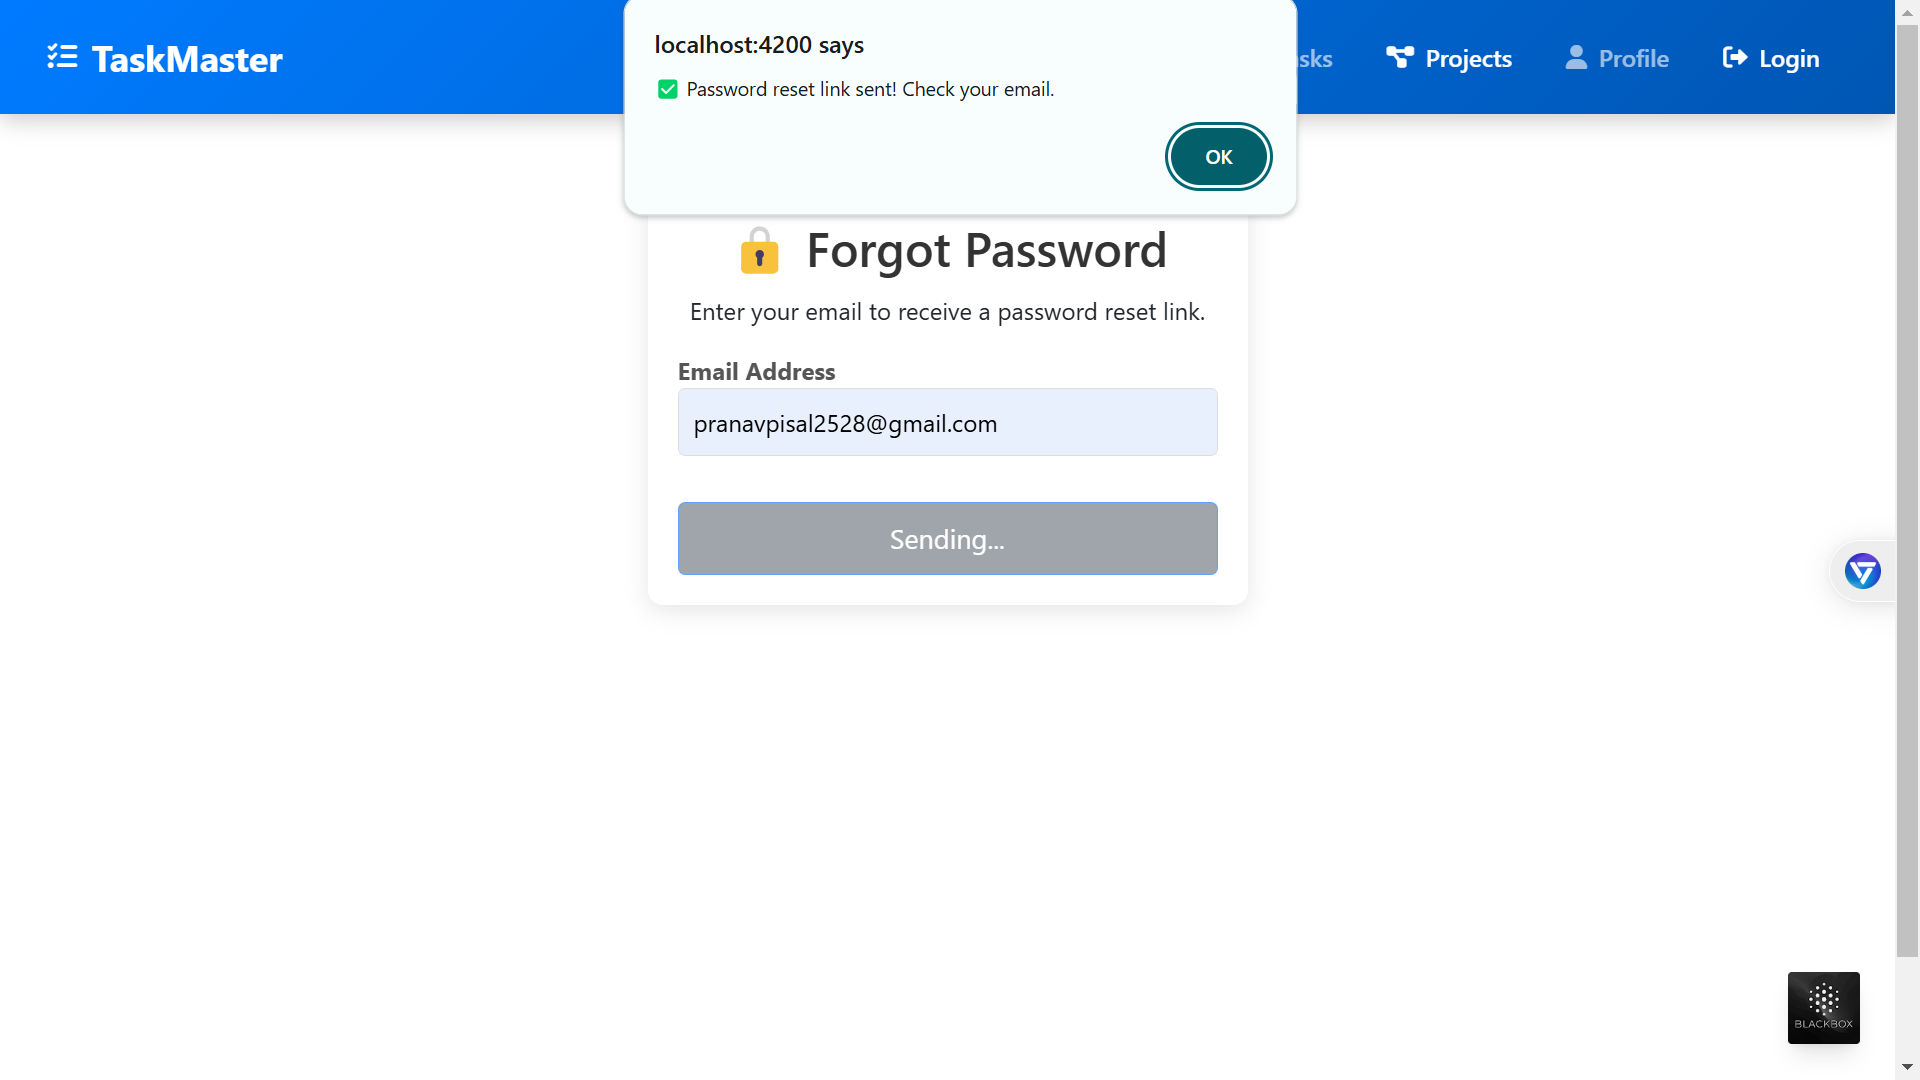 TaskMaster
localhost:4200 says
✅ Password reset link sent! Check your email.
OK
sks
Projects
Profile
Login
Forgot Password
Enter your email to receive a password reset link.
Email Address
pranavpisal2528@gmail.com
Sending...
BLACKBOX